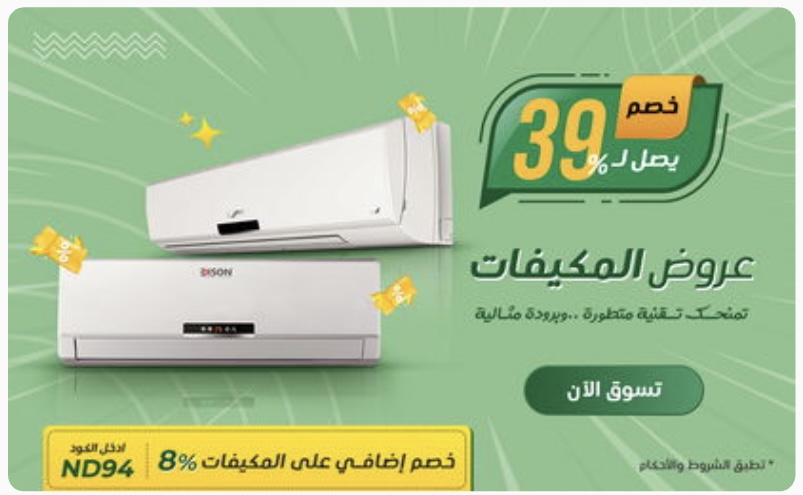 خصم
يصل لـ 39%
عروض المكيفات
تمنحك تقنية متطورة ..وبرودة مثالية
تسوق الآن
EDISON
خصم إضافي على المكيفات 8%
ادخل الكود
ND94
* تطبق الشروط والأحكام
%
%
%